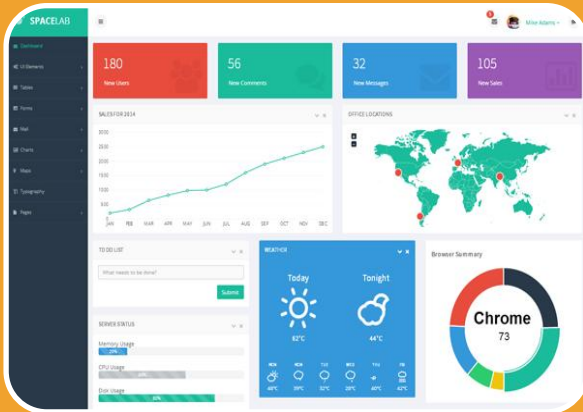 SPACELAB
Mike Adams
Dashboard
UI Elements
Tables
Forms
Mail
Charts
Maps
Typography
Pages
180
New Users
56
New Comments
32
New Messages
105
New Sales
SALES FOR 2014
JAN FEB MAR APR MAY JUN JUL AUG SEP OCT NOV DEC
OFFICE LOCATIONS
TO DO LIST
What needs to be done?
Submit
SERVER STATUS
Memory Usage
CPU Usage
Disk Usage
WEATHER
Today
Tonight
62°C
44°C
Browser Summary
Chrome
73